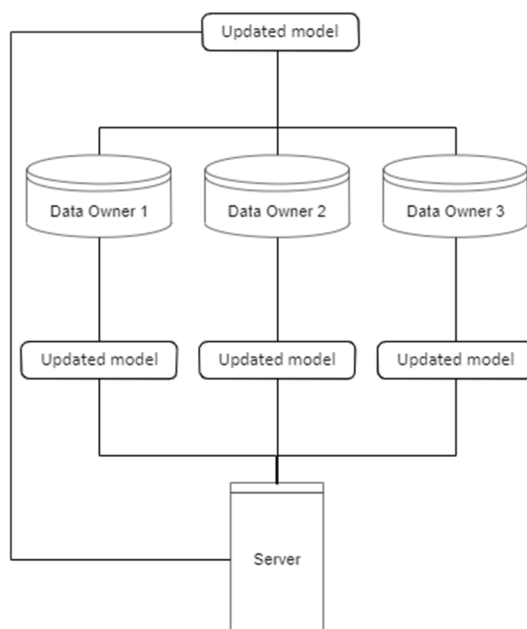 Updated model
Data Owner 1
Data Owner 2
Data Owner 3
Updated model
Updated model
Updated model
Server